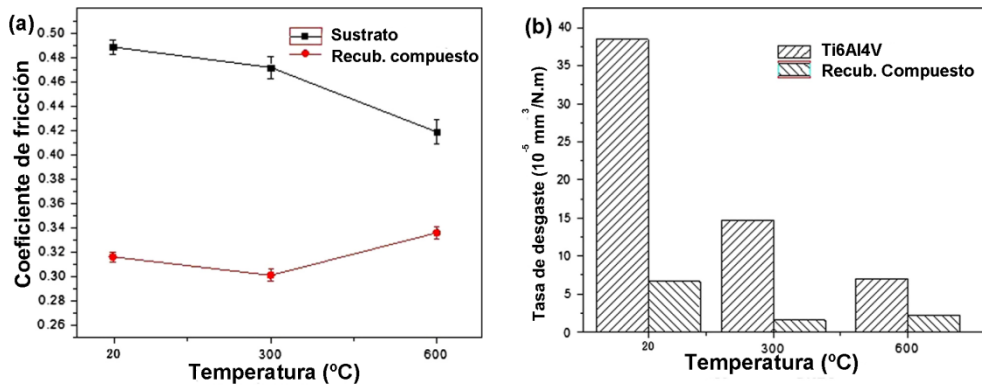 (a)
Sustrato
Recub. compuesto
Coeficiente de fricción
0.50
0.48
0.46
0.44
0.42
0.40
0.38
0.36
0.34
0.32
0.30
0.28
0.26
20
300
600
Temperatura (ºC)
(b)
Ti6Al4V
Recub. Compuesto
Tasa de desgaste (10 -5 mm 3 /N.m)
40
35
30
25
20
15
10
5
0
20
300
600
Temperatura (ºC)